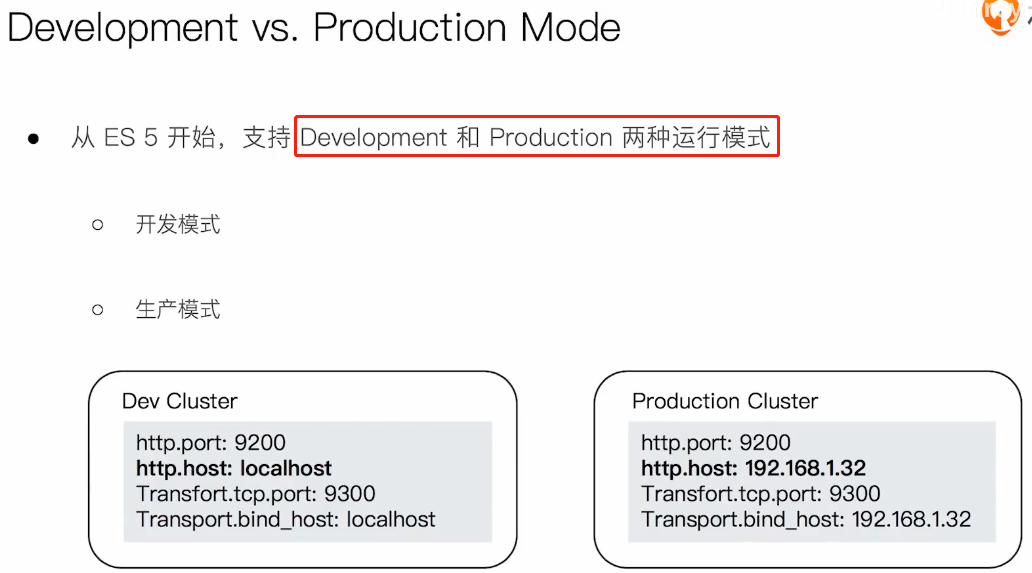 Development vs. Production Mode
从 ES 5 开始，支持 Development 和 Production 两种运行模式
开发模式
生产模式
Dev Cluster
http.port: 9200
http.host: localhost
Transfort.tcp.port: 9300
Transport.bind_host: localhost
Production Cluster
http.port: 9200
http.host: 192.168.1.32
Transfort.tcp.port: 9300
Transport.bind_host: 192.168.1.32